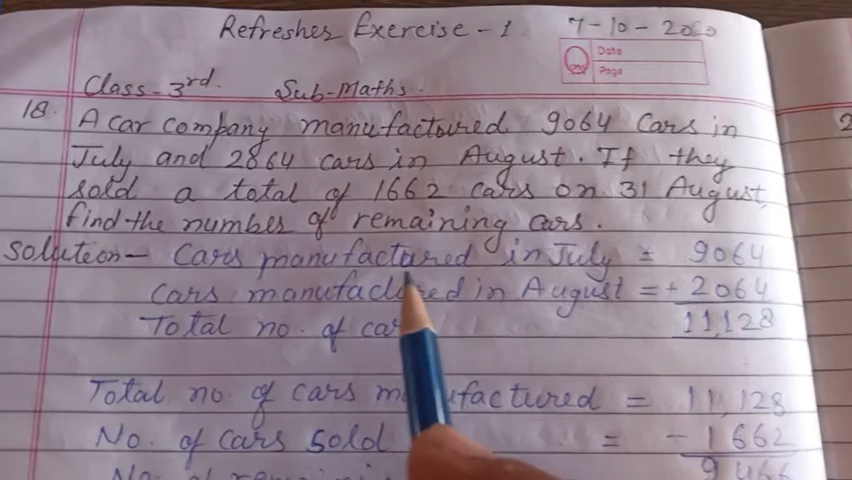 Refresher Exercise - 1 7-10-2020
Date
Page
Class - 3rd. Sub - Maths.
18. A car company manufactured 9064 cars in
July and 2864 cars in August. If they
sold a total of 1662 cars on 31 August,
find the number of remaining cars.
Solution - Cars manufactured in July = 9064
Cars manufactured in August = + 2064
Total no. of car 11,128
Total no. of cars manufactured = 11,128
No. of cars sold = - 1662
9466
2